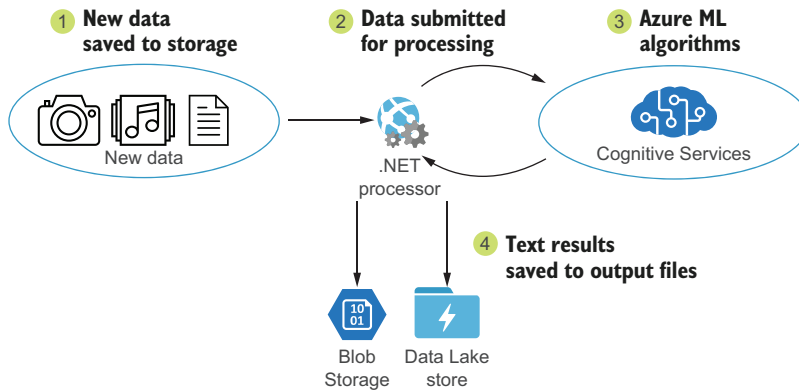 1 New data
saved to storage
2 Data submitted
for processing
3 Azure ML
algorithms
New data
.NET
processor
Cognitive Services
4 Text results
saved to output files
10
01
Blob
Storage
Data Lake
store